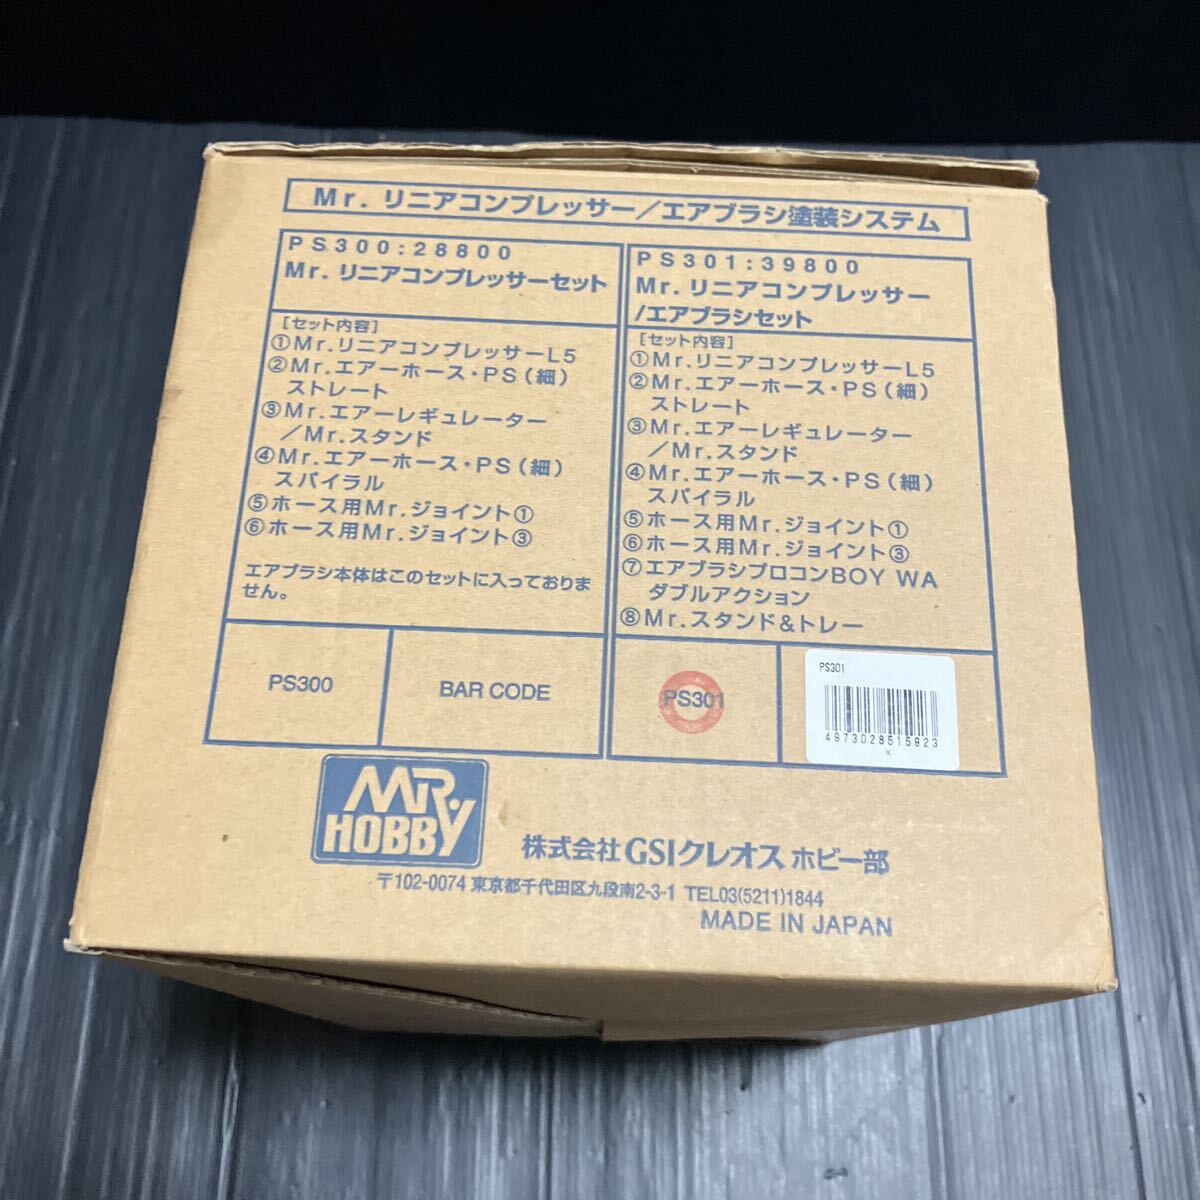 Mr. リニアコンプレッサー／エアブラシ塗装システム
PS300:28800
Mr. リニアコンプレッサーセット
[セット内容]
①Mr.リニアコンプレッサーL5
②Mr.エアーホース・PS(細)
ストレート
③Mr.エアーレギュレーター
／Mr.スタンド
④Mr.エアーホース・PS(細)
スパイラル
⑤ホース用Mr.ジョイント①
⑥ホース用Mr.ジョイント③
エアブラシ本体はこのセットに入っておりま
せん。
PS300
BAR CODE
PS301:39800
Mr. リニアコンプレッサー
/エアブラシセット
[セット内容]
①Mr.リニアコンプレッサーL5
②Mr.エアーホース・PS(細)
ストレート
③Mr.エアーレギュレーター
／Mr.スタンド
④Mr.エアーホース・PS(細)
スパイラル
⑤ホース用Mr.ジョイント①
⑥ホース用Mr.ジョイント③
⑦エアブラシプロコンBOY WA
ダブルアクション
⑧Mr.スタンド&トレー
PS301
PS301
4973028515923
×
MR.
HOBBY
株式会社 GSIクレオス ホビー部
〒102-0074 東京都千代田区九段南2-3-1 TEL03(5211)1844
MADE IN JAPAN